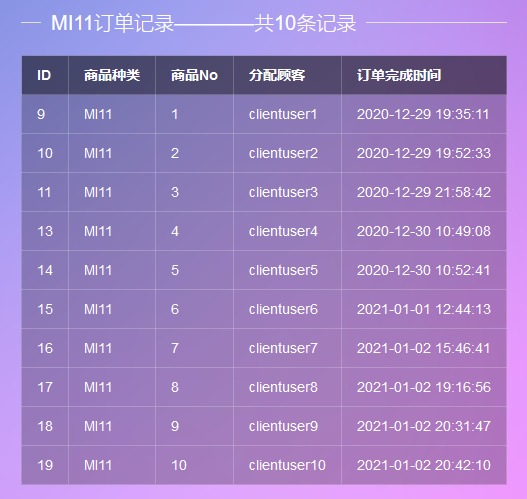 MI11订单记录————共10条记录
ID 商品种类 商品No 分配顾客 订单完成时间
9 MI11 1 clientuser1 2020-12-29 19:35:11
10 MI11 2 clientuser2 2020-12-29 19:52:33
11 MI11 3 clientuser3 2020-12-29 21:58:42
13 MI11 4 clientuser4 2020-12-30 10:49:08
14 MI11 5 clientuser5 2020-12-30 10:52:41
15 MI11 6 clientuser6 2021-01-01 12:44:13
16 MI11 7 clientuser7 2021-01-02 15:46:41
17 MI11 8 clientuser8 2021-01-02 19:16:56
18 MI11 9 clientuser9 2021-01-02 20:31:47
19 MI11 10 clientuser10 2021-01-02 20:42:10